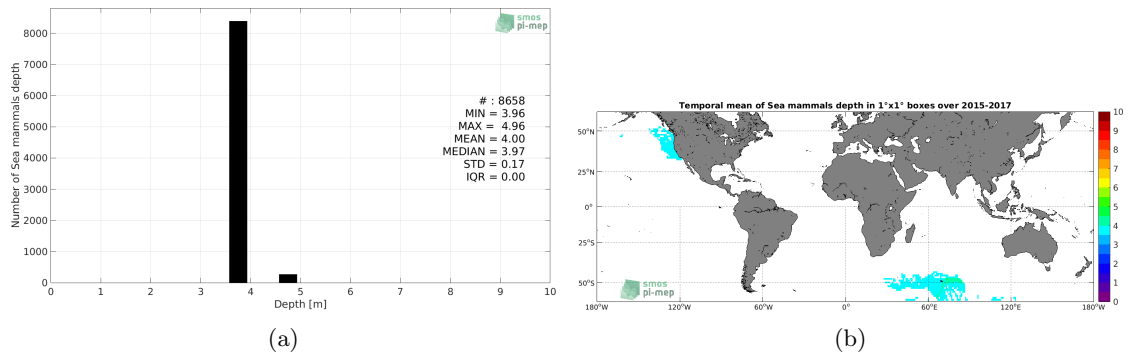 smos
pi-mep
Number of Sea mammals depth
8000
7000
6000
5000
4000
3000
2000
1000
0
# : 8658
MIN = 3.96
MAX = 4.96
MEAN = 4.00
MEDIAN = 3.97
STD = 0.17
IQR = 0.00
0 1 2 3 4 5 6 7 8 9 10
Depth [m]
(a)
Temporal mean of Sea mammals depth in 1°x1° boxes over 2015-2017
50°N
25°N
0°
25°S
50°S
180°W 120°W 60°W 0° 60°E 120°E 180°W
smos
pi-mep
10
9
8
7
6
5
4
3
2
1
0
(b)